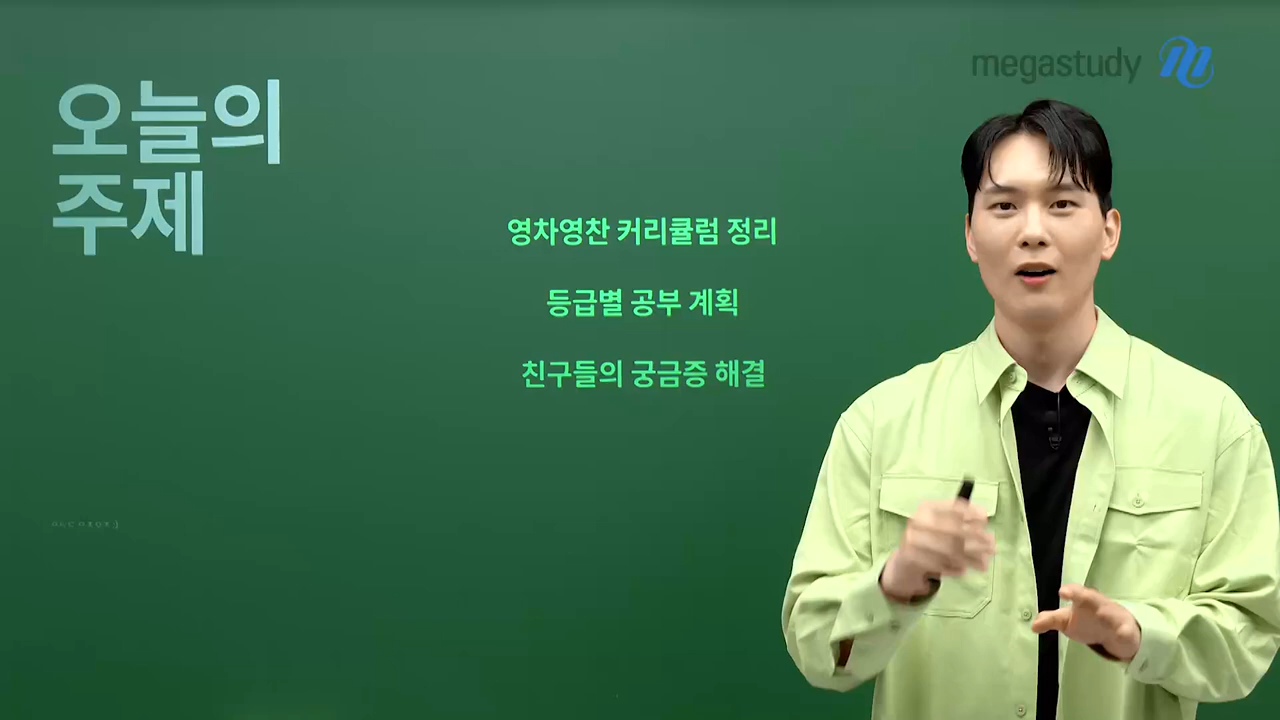 오늘의
주제
megastudy
영차영찬 커리큘럼 정리
등급별 공부 계획
친구들의 궁금증 해결